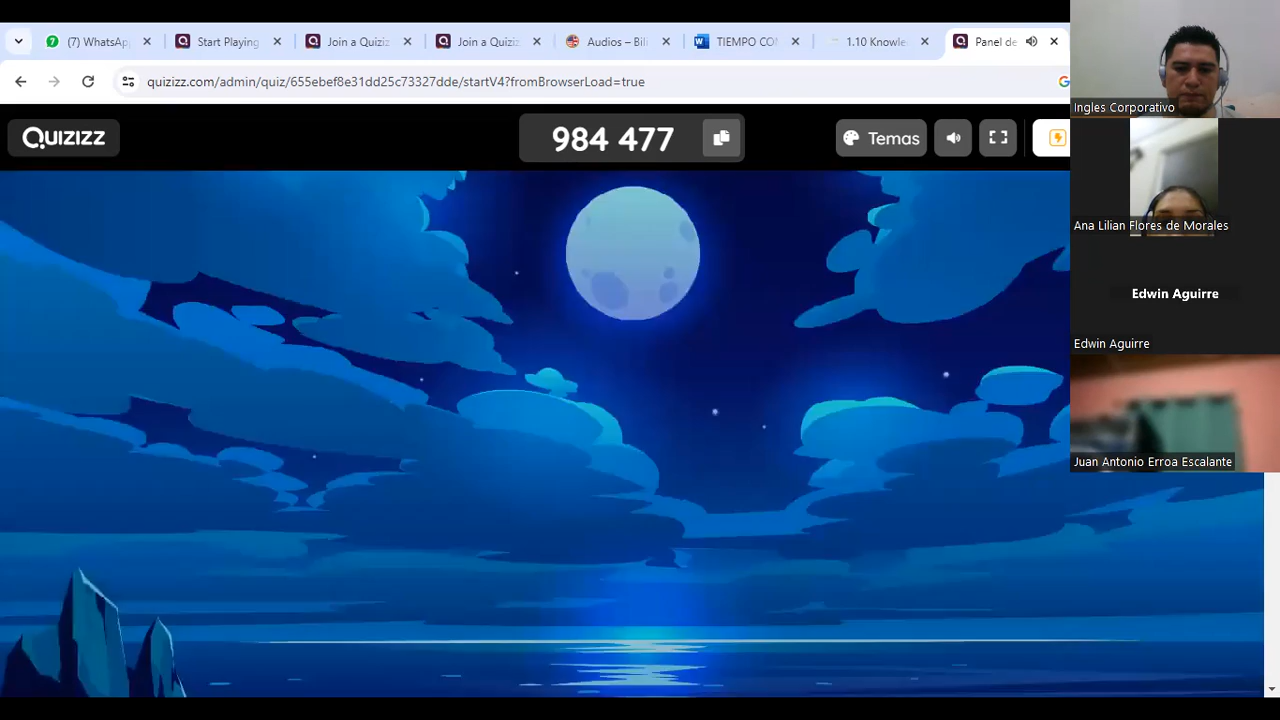 (7) WhatsAp
Start Playing
Join a Quiziz
Join a Quiziz
Audios – Bili
TIEMPO CO
1.10 Knowle
Panel de
quizizz.com/admin/quiz/655ebef8e31dd25c73327dde/startV4?fromBrowserLoad=true
QUIZIZZ
984 477
Temas
Ingles Corporativo
Ana Lilian Flores de Morales
Edwin Aguirre
Edwin Aguirre
Juan Antonio Erroa Escalante